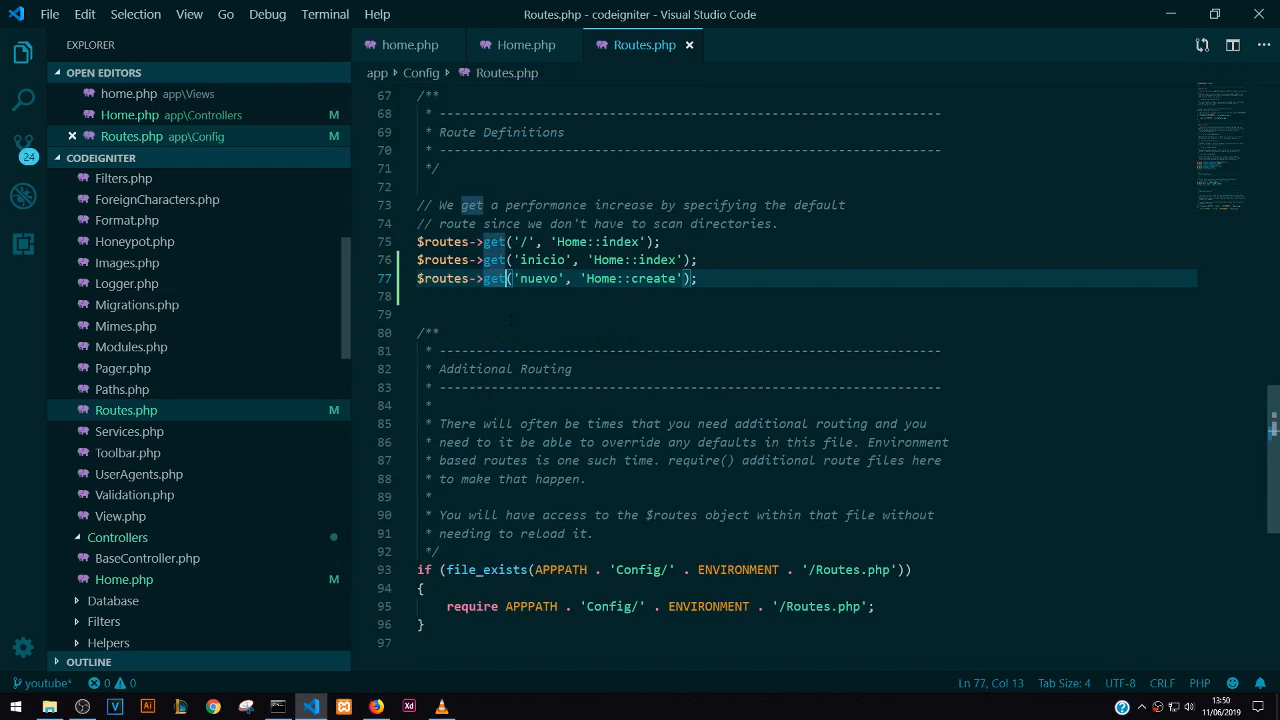 File Edit Selection View Go Debug Terminal Help
Routes.php - codeigniter - Visual Studio Code
EXPLORER
OPEN EDITORS
home.php app\Views
Home.php app\Controllers M
Routes.php app\Config M
CODEIGNITER
Filters.php
ForeignCharacters.php
Format.php
Honeypot.php
Images.php
Logger.php
Migrations.php
Mimes.php
Modules.php
Pager.php
Paths.php
Routes.php M
Services.php
Toolbar.php
UserAgents.php
Validation.php
View.php
Controllers
BaseController.php
Home.php M
Database
Filters
Helpers
OUTLINE
24
home.php Home.php Routes.php
app Config Routes.php
67 /**
68 * --------------------------------------------------------------------
69 * Route Definitions
70 * --------------------------------------------------------------------
71 */
72
73 // We get performance increase by specifying the default
74 // route since we don't have to scan directories.
75 $routes->get('/', 'Home::index');
76 $routes->get('inicio', 'Home::index');
77 $routes->get('nuevo', 'Home::create');
78
79
80 /**
81 * --------------------------------------------------------------------
82 * Additional Routing
83 * --------------------------------------------------------------------
84 *
85 * There will often be times that you need additional routing and you
86 * need to it be able to override any defaults in this file. Environment
87 * based routes is one such time. require() additional route files here
88 * to make that happen.
89 *
90 * You will have access to the $routes object within that file without
91 * needing to reload it.
92 */
93 if (file_exists(APPPATH . 'Config/' . ENVIRONMENT . '/Routes.php'))
94 {
95 require APPPATH . 'Config/' . ENVIRONMENT . '/Routes.php';
96 }
97
youtube* 0 0 Ln 77, Col 13 Tab Size: 4 UTF-8 CRLF PHP
13:50
11/06/2019